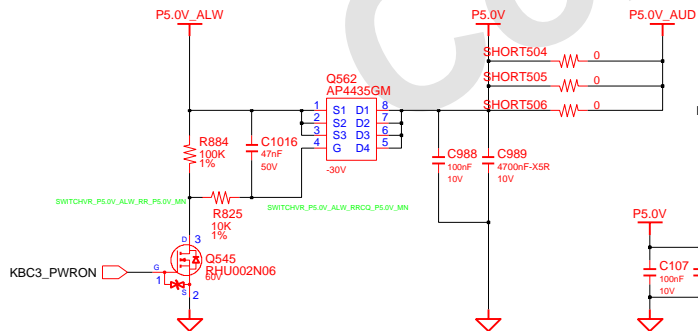 P5.0V_ALW
P5.0V
P5.0V_AUD
SHORT504
0
SHORT505
0
SHORT506
0
Q562
AP4435GM
1 S1 D1 8
2 S2 D2 7
3 S3 D3 6
4 G D4 5
-30V
R884
100K
1%
C1016
47nF
50V
C988
100nF
10V
C989
4700nF-X5R
10V
SWITCHVR_P5.0V_ALW_RR_P5.0V_MN
SWITCHVR_P5.0V_ALW_RRCQ_P5.0V_MN
R825
10K
1%
P5.0V
D 3
Q545
RHU002N06
60V
KBC3_PWRON
G
1
S
2
C107
100nF
10V